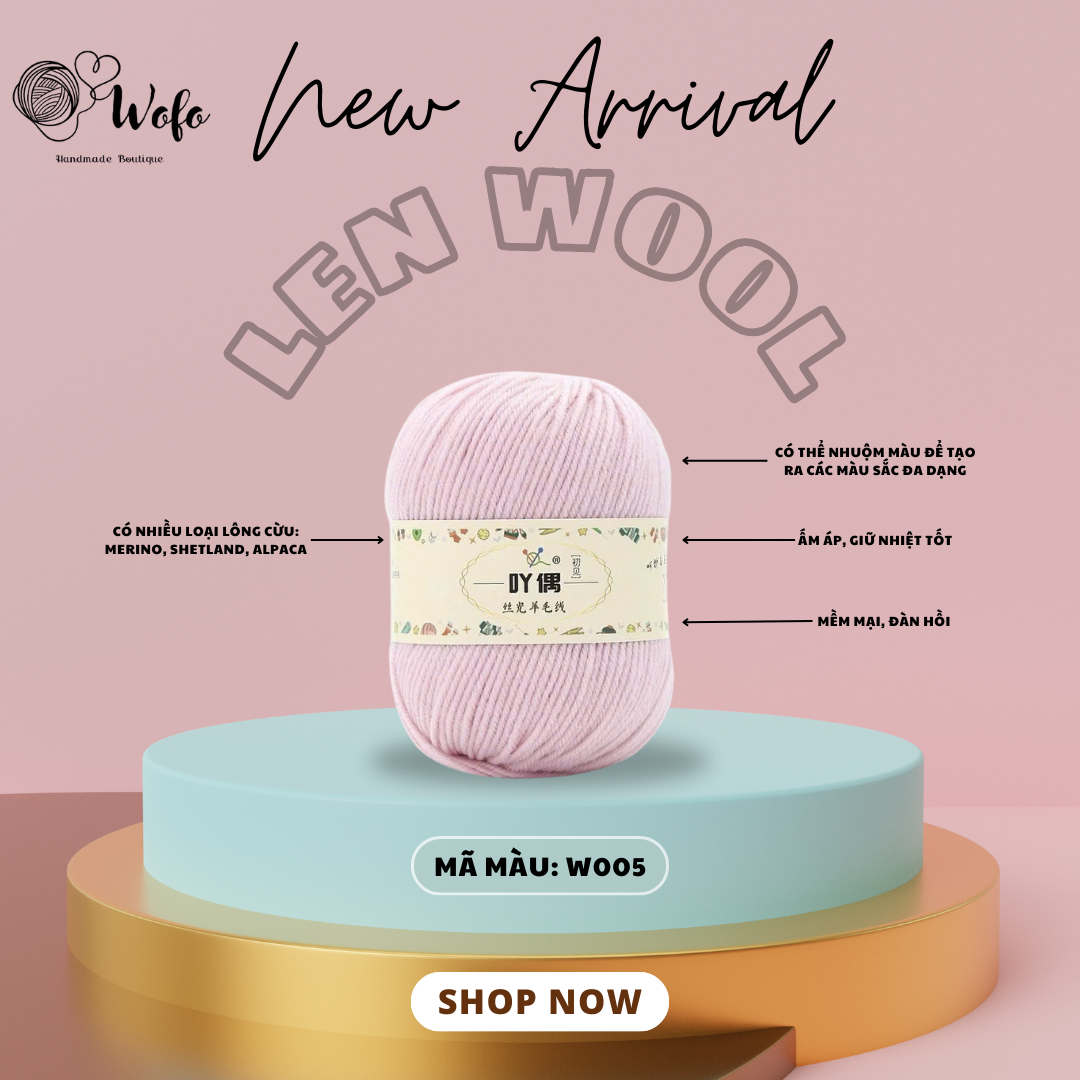 Wofo
Handmade Boutique
New Arrival
LEN WOOL
CÓ THỂ NHUỘM MÀU ĐỂ TẠO
RA CÁC MÀU SẮC ĐA DẠNG
CÓ NHIỀU LOẠI LÔNG CỪU:
MERINO, SHETLAND, ALPACA
ẤM ÁP, GIỮ NHIỆT TỐT
MỀM MẠI, ĐÀN HỒI
®
[初见]
吖偶
丝光羊毛线
MÃ MÀU: W005
SHOP NOW